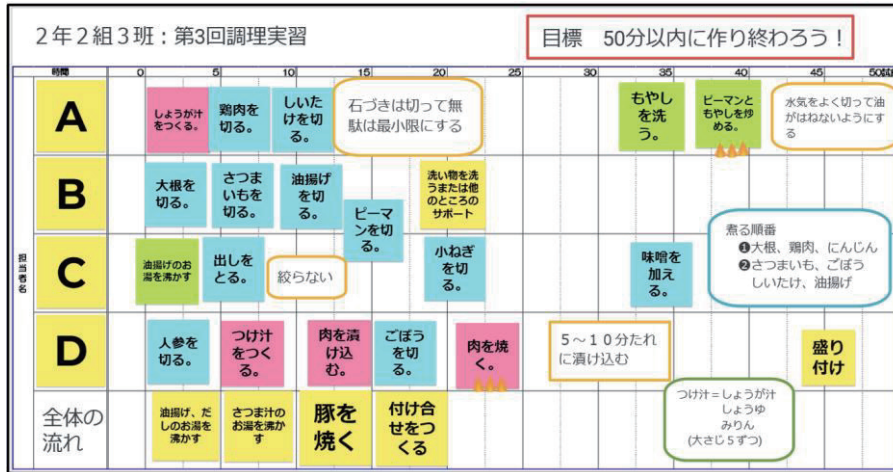 2年2組3班：第3回調理実習
目標　50分以内に作り終わろう！
時間
0
5
10
15
20
25
30
35
40
45
担当者名
A
しょうが汁
をつくる。
鶏肉を
切る。
しいた
けを切
る。
石づきは切って無
駄は最小限にする
もやし
を洗
う。
ピーマンと
もやしを炒
める。
水気をよく切って油
がはねないようにす
る
B
大根を
切る。
さつま
いもを
切る。
油揚げ
を切
る。
ピーマ
ンを切
る。
洗い物を洗
うまたは他
のところの
サポート
煮る順番
❶大根、鶏肉、にんじん
❷さつまいも、ごぼう
しいたけ、油揚げ
C
油揚げのお
湯を沸かす
出しを
とる。
絞らない
小ねぎ
を切
る。
味噌を
加え
る。
D
人参を
切る。
つけ汁
をつく
る。
肉を漬
け込
む。
ごぼう
を切
る。
肉を焼
く。
5～10分たれ
に漬け込む
盛り
付け
全体の
流れ
油揚げ、だ
しのお湯を
沸かす
さつま汁の
お湯を沸か
す
豚を
焼く
付け合
せをつ
くる
つけ汁＝しょうが汁
しょうゆ
みりん
(大さじ5ずつ)